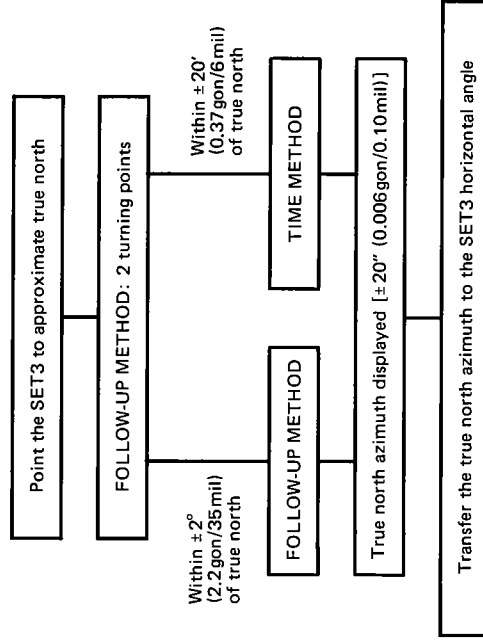 Point the SET3 to approximate true north
FOLLOW-UP METHOD: 2 turning points
Within ±2°
(2.2gon/35mil)
of true north
Within ±20′
(0.37gon/6mil)
of true north
FOLLOW-UP METHOD
TIME METHOD
True north azimuth displayed [±20″ (0.006gon/0.10mil)]
Transfer the true north azimuth to the SET3 horizontal angle